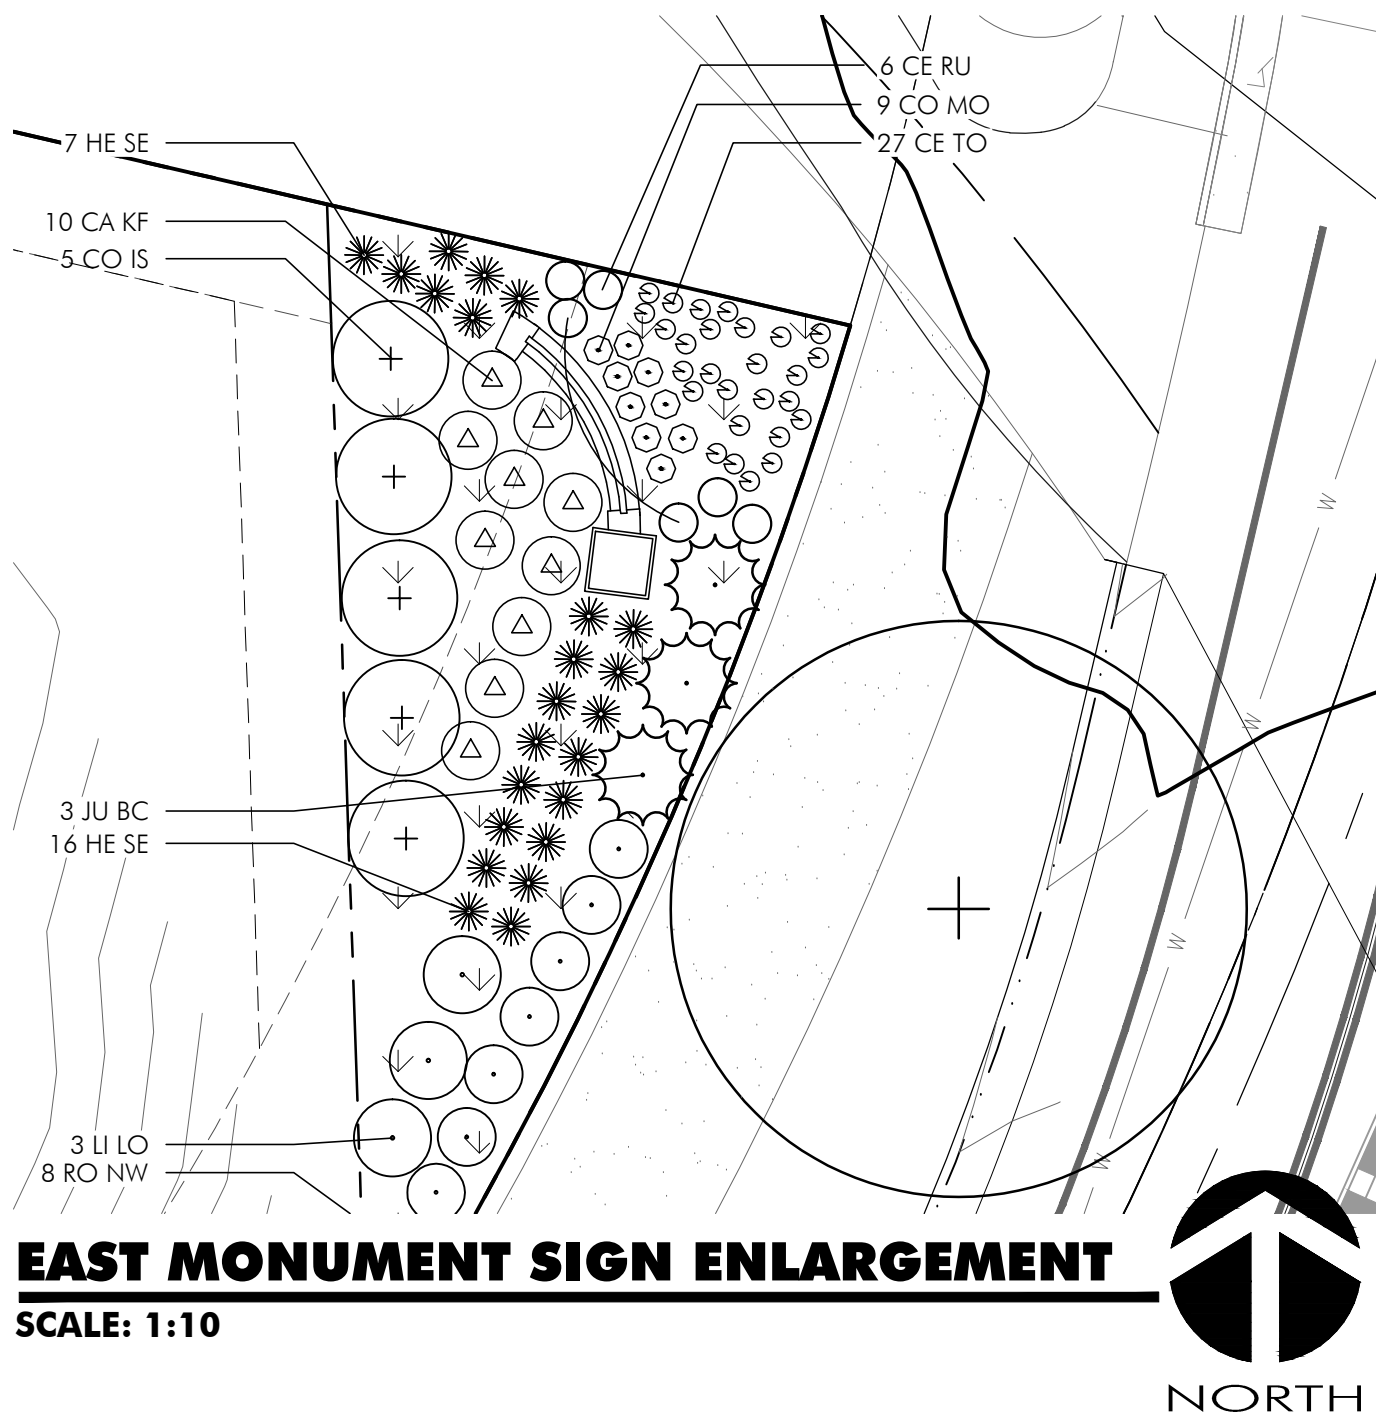 6 CE RU
9 CO MO
27 CE TO
7 HE SE
10 CA KF
5 CO IS
3 JU BC
16 HE SE
3 LI LO
8 RO NW
W
W
W
W
EAST MONUMENT SIGN ENLARGEMENT
SCALE: 1:10
NORTH